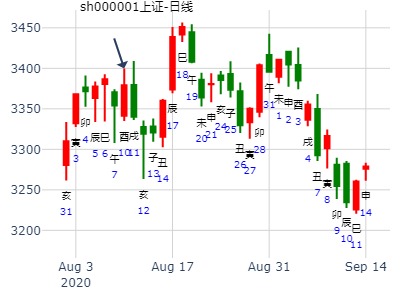 sh000001上证-日线
3450
3400
3350
3300
3250
3200
亥
31
寅
3
卯
4
辰
5
巳
6
午
7
酉
10
戌
11
亥
12
子
13
丑
14
辰
17
巳
18
午
19
未
20
申
21
亥
24
子
25
丑
26
寅
27
卯
28
午
31
未
1
申
2
酉
3
戌
4
丑
7
寅
8
卯
9
辰
10
巳
11
申
14
Aug 3
2020
Aug 17
Aug 31
Sep 14